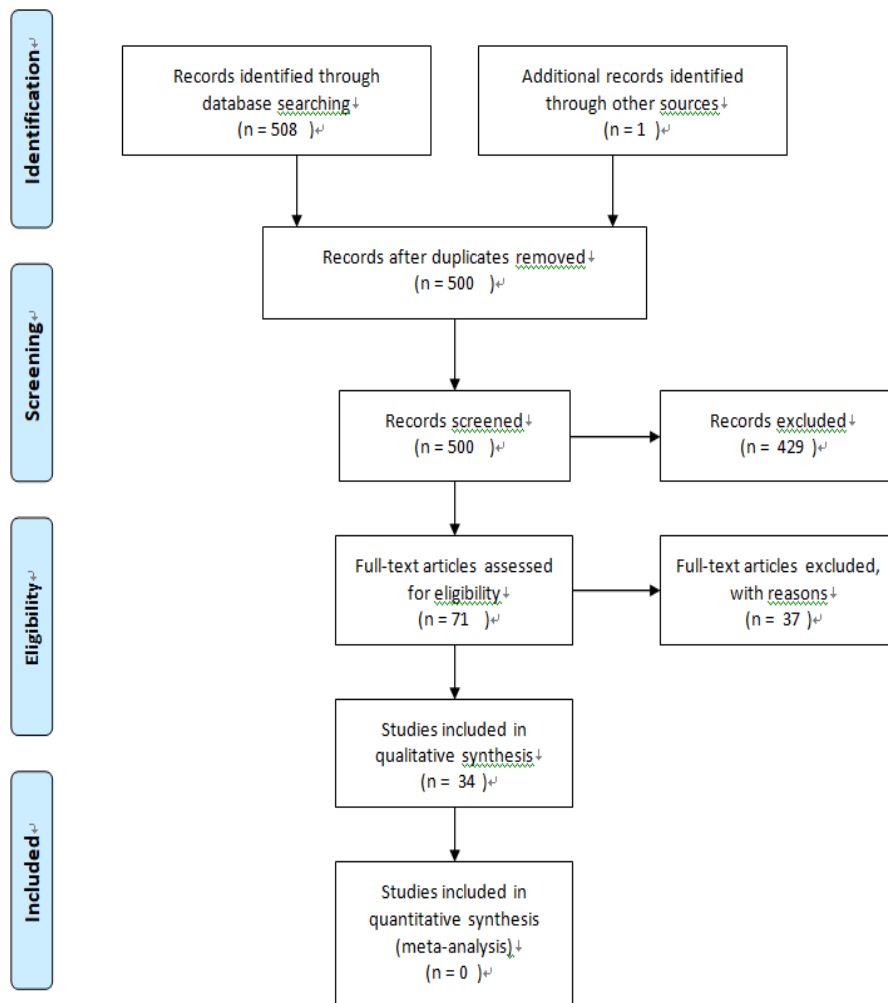 Identification↵
Records identified through
database searching↓
(n = 508 )↵
Additional records identified
through other sources↓
(n = 1 )↵
Records after duplicates removed↓
(n = 500 )↵
Screening↵
Records screened↓
(n = 500 )↵
Records excluded↓
(n = 429 )↵
Eligibility↵
Full-text articles assessed
for eligibility↓
(n = 71 )↵
Full-text articles excluded,
with reasons↓
(n = 37 )↵
Studies included in
qualitative synthesis↓
(n = 34 )↵
Included↵
Studies included in
quantitative synthesis
(meta-analysis)↓
(n = 0 )↵